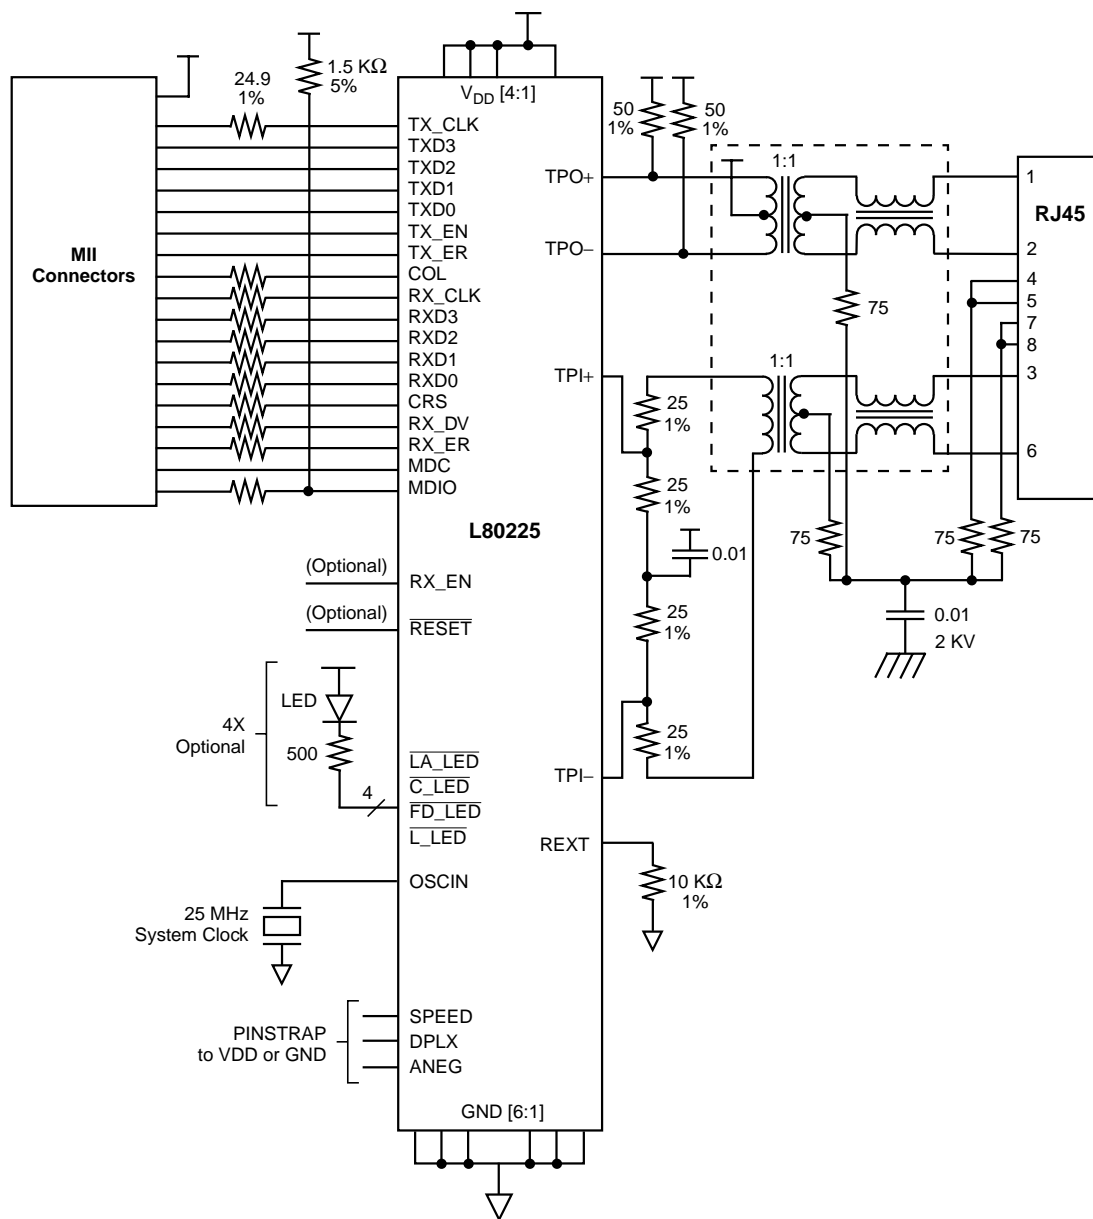 24.9
1%
1.5 KΩ
5%
VDD [4:1]
50
1%
50
1%
MII
Connectors
TX_CLK
TXD3
TXD2
TXD1
TXD0
TX_EN
TX_ER
COL
RX_CLK
RXD3
RXD2
RXD1
RXD0
CRS
RX_DV
RX_ER
MDC
MDIO
L80225
TPO+
TPO−
TPI+
TPI−
REXT
1:1
1:1
75
RJ45
1
2
4
5
7
8
3
6
25
1%
25
1%
0.01
25
1%
25
1%
75
75
75
0.01
2 KV
(Optional)
RX_EN
(Optional)
RESET
4X
Optional
LED
500
4
LA_LED
C_LED
FD_LED
L_LED
OSCIN
25 MHz
System Clock
10 KΩ
1%
PINSTRAP
to VDD or GND
SPEED
DPLX
ANEG
GND [6:1]